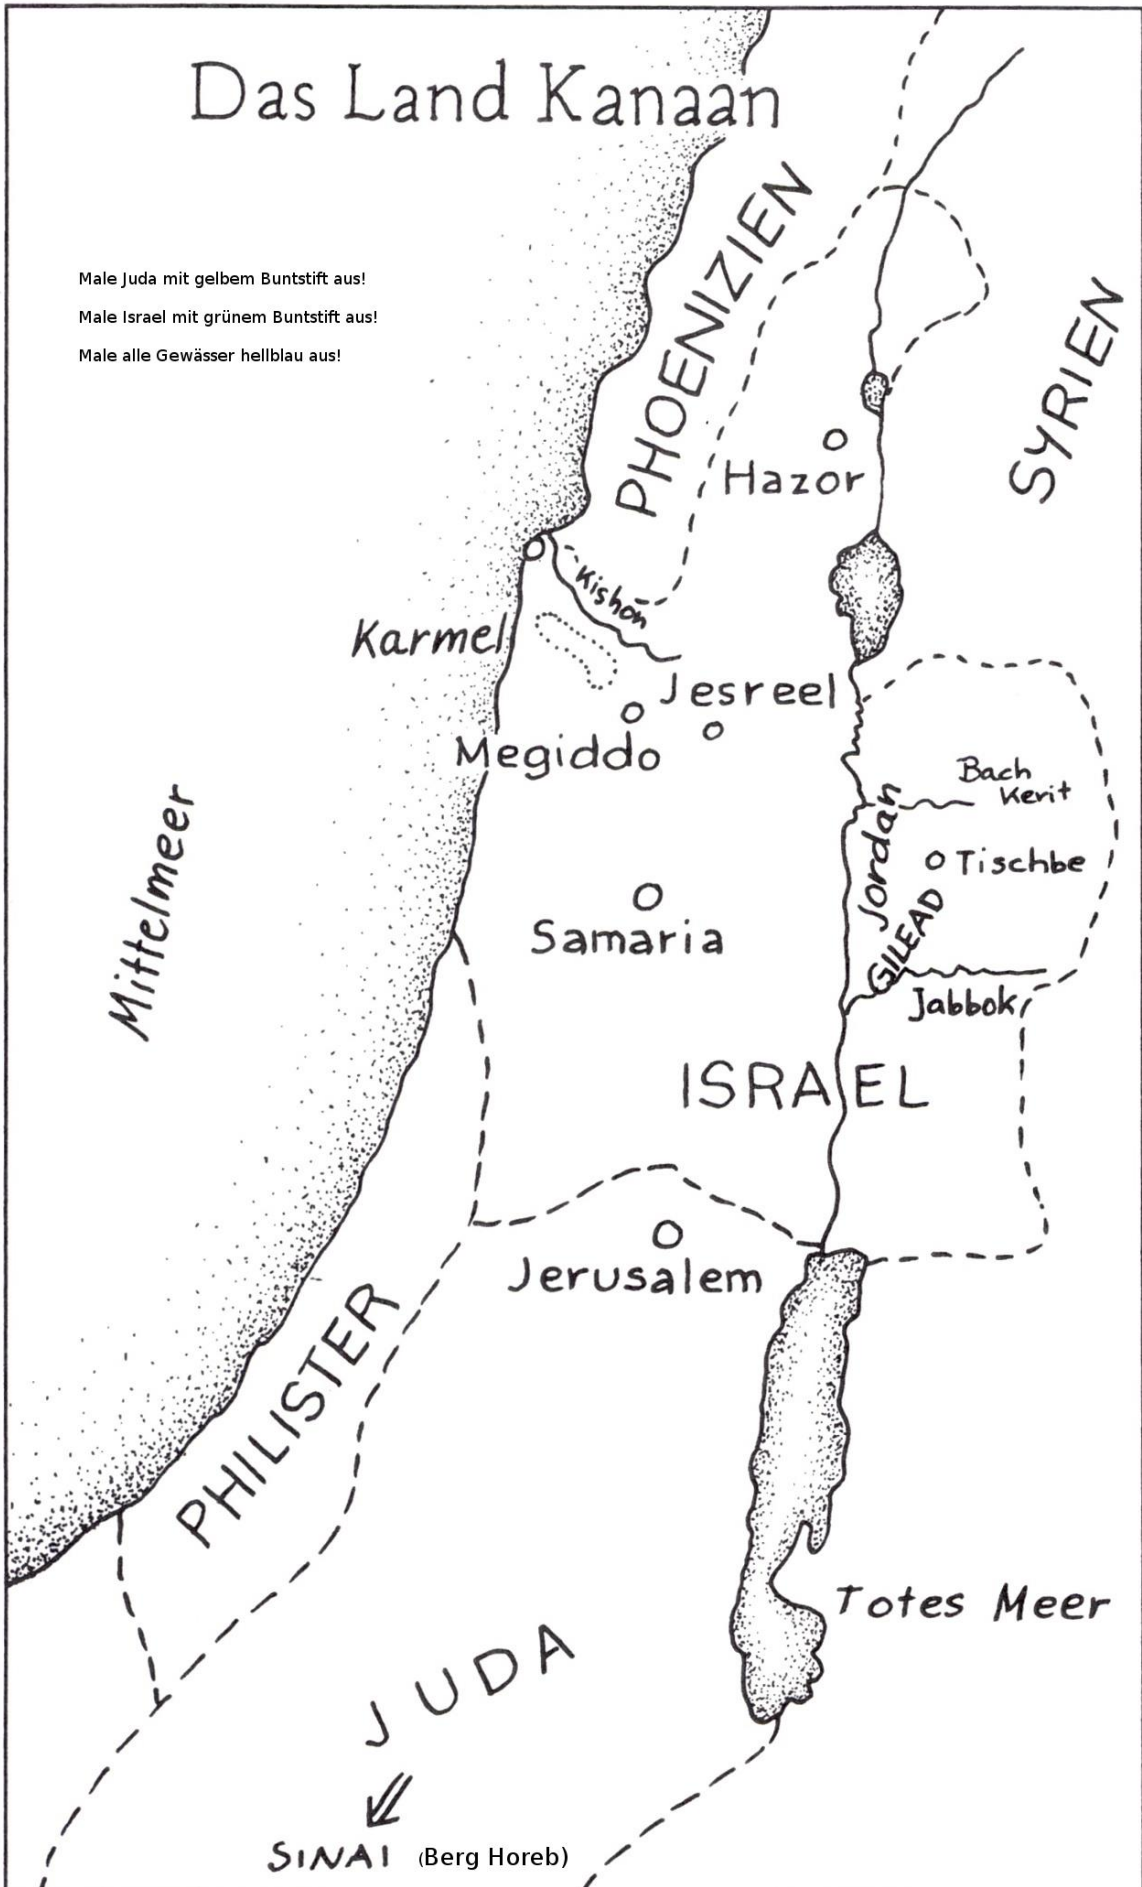 Das Land Kanaan
PHOENIZIEN
Male Juda mit gelbem Buntstift aus!
Male Israel mit grünem Buntstift aus!
Male alle Gewässer hellblau aus!
SYRIEN
Hazor
Kishon
Karmel
Jesreel
Megiddo
Bach
Kerit
Mittelmeer
Jordan
Tischbe
Samaria
GILEAD
Jabbok
ISRAEL
Jerusalem
PHILISTER
Totes Meer
JUDA
SINAI (Berg Horeb)